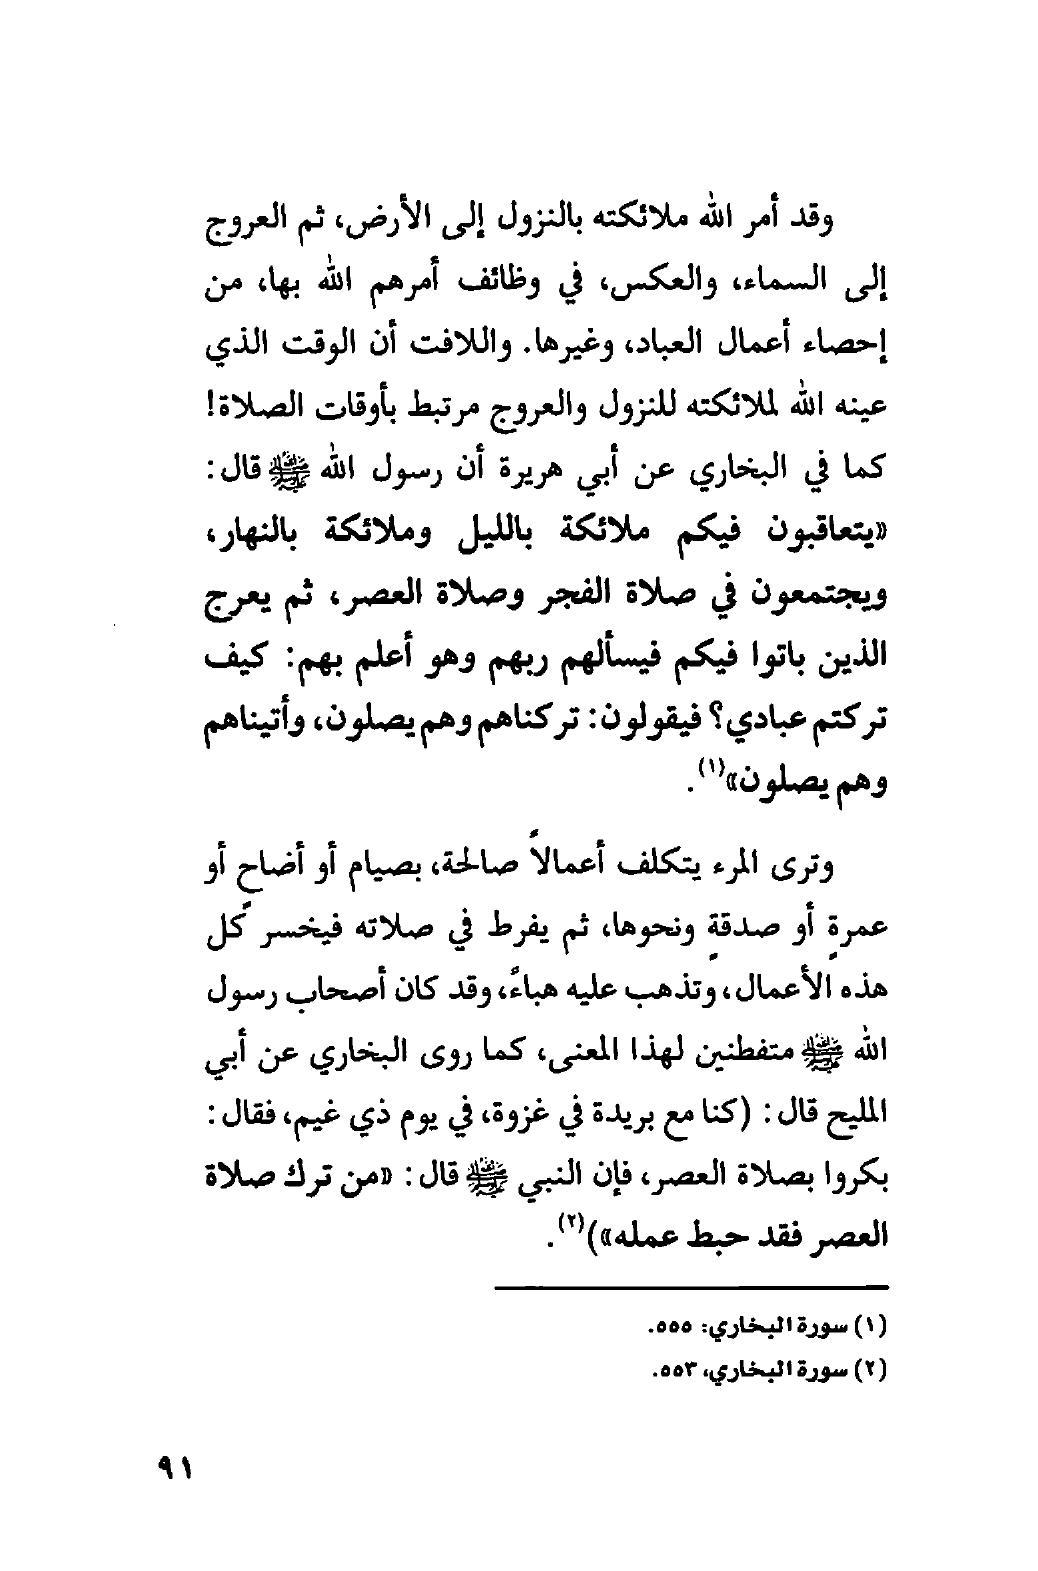 وقد أمر الله ملائكته بالنزول إلى الأرض، ثم العروج
إلى السماء، والعكس، في وظائف أمرهم الله بها، من
إحصاء أعمال العباد، وغيرها. واللافت أن الوقت الذي
عينه الله لملائكته للنزول والعروج مرتبط بأوقات الصلاة!
كما في البخاري عن أبي هريرة أن رسول الله ﷺ قال:
«يتعاقبون فيكم ملائكة بالليل وملائكة بالنهار،
ويجتمعون في صلاة الفجر وصلاة العصر، ثم يعرج
الذين باتوا فيكم فيسألهم ربهم وهو أعلم بهم: كيف
تركتم عبادي؟ فيقولون: تركناهم وهم يصلون، وأتيناهم
وهم يصلون»(١).
وترى المرء يتكلف أعمالاً صالحة، بصيام أو أضاحٍ أو
عمرةٍ أو صدقةٍ ونحوها، ثم يفرط في صلاته فيخسر كل
هذه الأعمال، وتذهب عليه هباءً، وقد كان أصحاب رسول
الله ﷺ متفطنين لهذا المعنى، كما روى البخاري عن أبي
المليح قال: (كنا مع بريدة في غزوة، في يوم ذي غيم، فقال:
بكروا بصلاة العصر، فإن النبي ﷺ قال: «من ترك صلاة
العصر فقد حبط عمله»)(٢).
(١) سورة البخاري: ٥٥٥.
(٢) سورة البخاري، ٥٥٣.
٩١